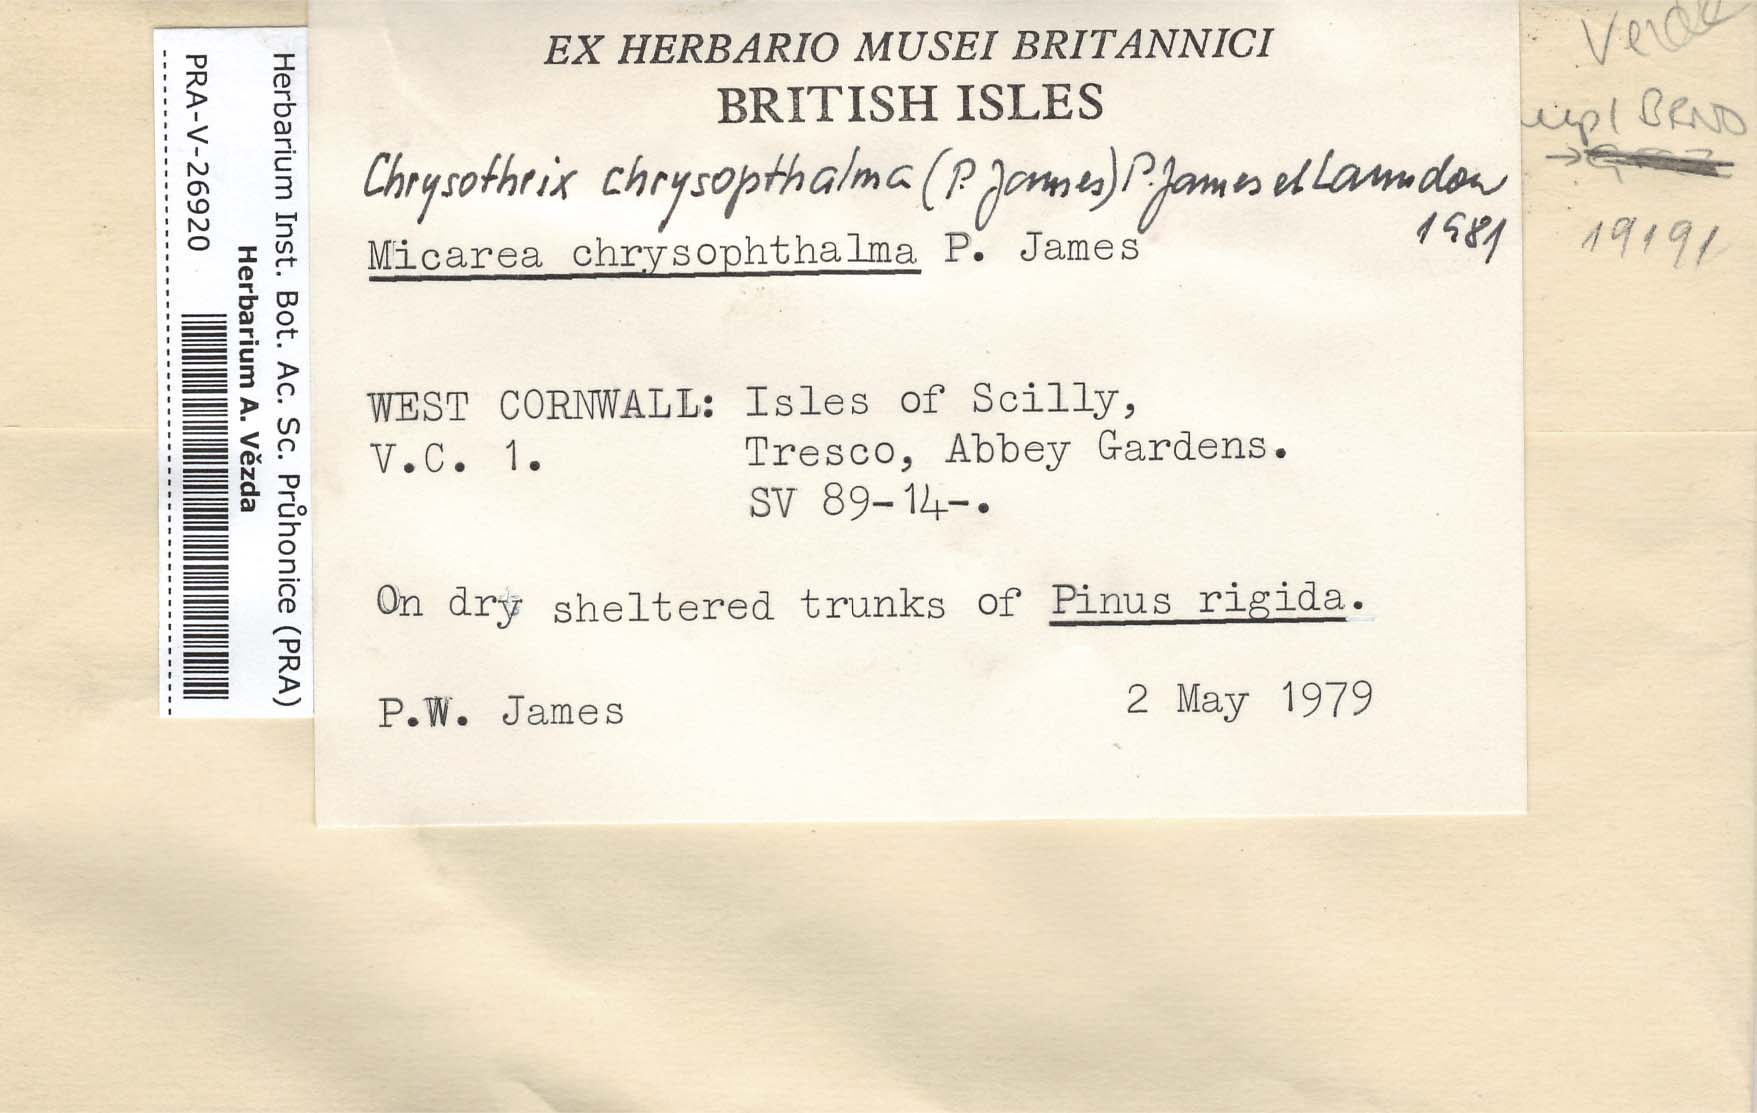 EX HERBARIO MUSEI BRITANNICI
BRITISH ISLES
Chrysothrix chrysopthalma (P. James) P. James et Laundon
1981
Micarea chrysophthalma P. James
WEST CORNWALL: Isles of Scilly,
V.C. 1. Tresco, Abbey Gardens.
SV 89-14-.
On dry sheltered trunks of Pinus rigida.
P.W. James 2 May 1979
Herbarium Inst. Bot. Ac. Sc. Průhonice (PRA)
Herbarium A. Vězda
PRA-V-26920
BRNO
19191